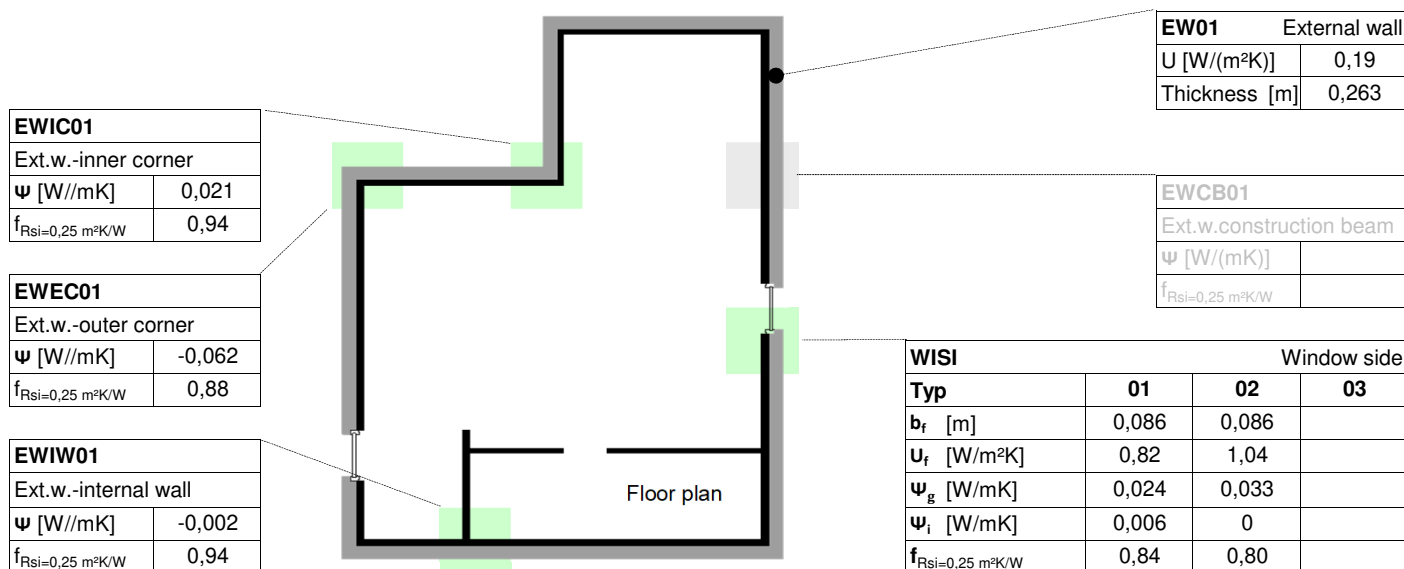 EW01 External wall
U [W/(m²K)] 0,19
Thickness [m] 0,263
EWIC01
Ext.w.-inner corner
Ψ [W//mK] 0,021
fRsi=0,25 m²K/W 0,94
EWCB01
Ext.w.construction beam
Ψ [W/(mK)]
fRsi=0,25 m²K/W
EWEC01
Ext.w.-outer corner
Ψ [W//mK] -0,062
fRsi=0,25 m²K/W 0,88
WISI Window side
Typ 01 02 03
bf [m] 0,086 0,086
Uf [W/m²K] 0,82 1,04
Ψg [W/mK] 0,024 0,033
Ψi [W/mK] 0,006 0
fRsi=0,25 m²K/W 0,84 0,80
EWIW01
Ext.w.-internal wall
Ψ [W//mK] -0,002
fRsi=0,25 m²K/W 0,94
Floor plan